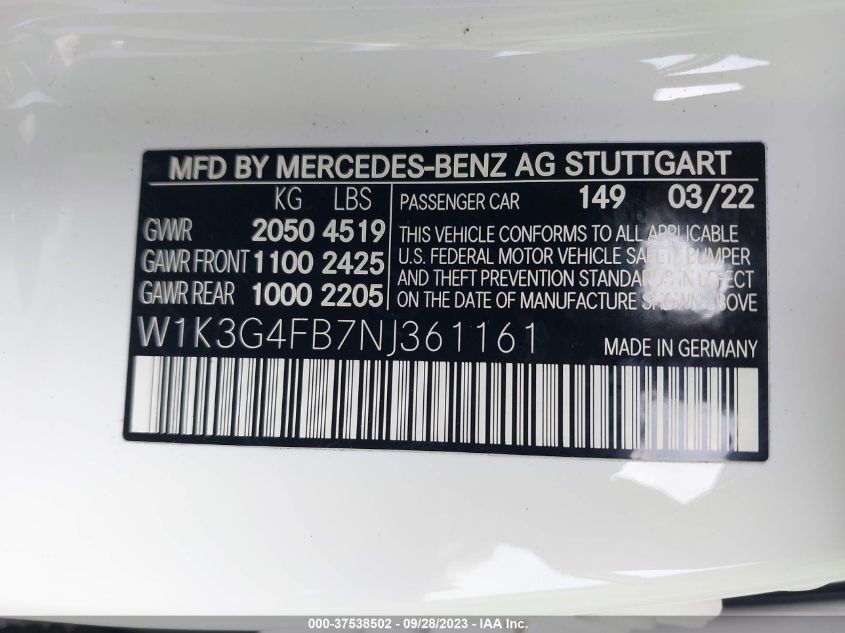 MFD BY MERCEDES-BENZ AG STUTTGART
KG LBS
GVWR 2050 4519
GAWR FRONT 1100 2425
GAWR REAR 1000 2205
PASSENGER CAR 149 03/22
THIS VEHICLE CONFORMS TO ALL APPLICABLE
U.S. FEDERAL MOTOR VEHICLE SAFETY BUMPER
AND THEFT PREVENTION STANDARDS IN EFFECT
ON THE DATE OF MANUFACTURE SHOWN ABOVE
W1K3G4FB7NJ361161 MADE IN GERMANY
000-37538502 - 09/28/2023 - IAA Inc.